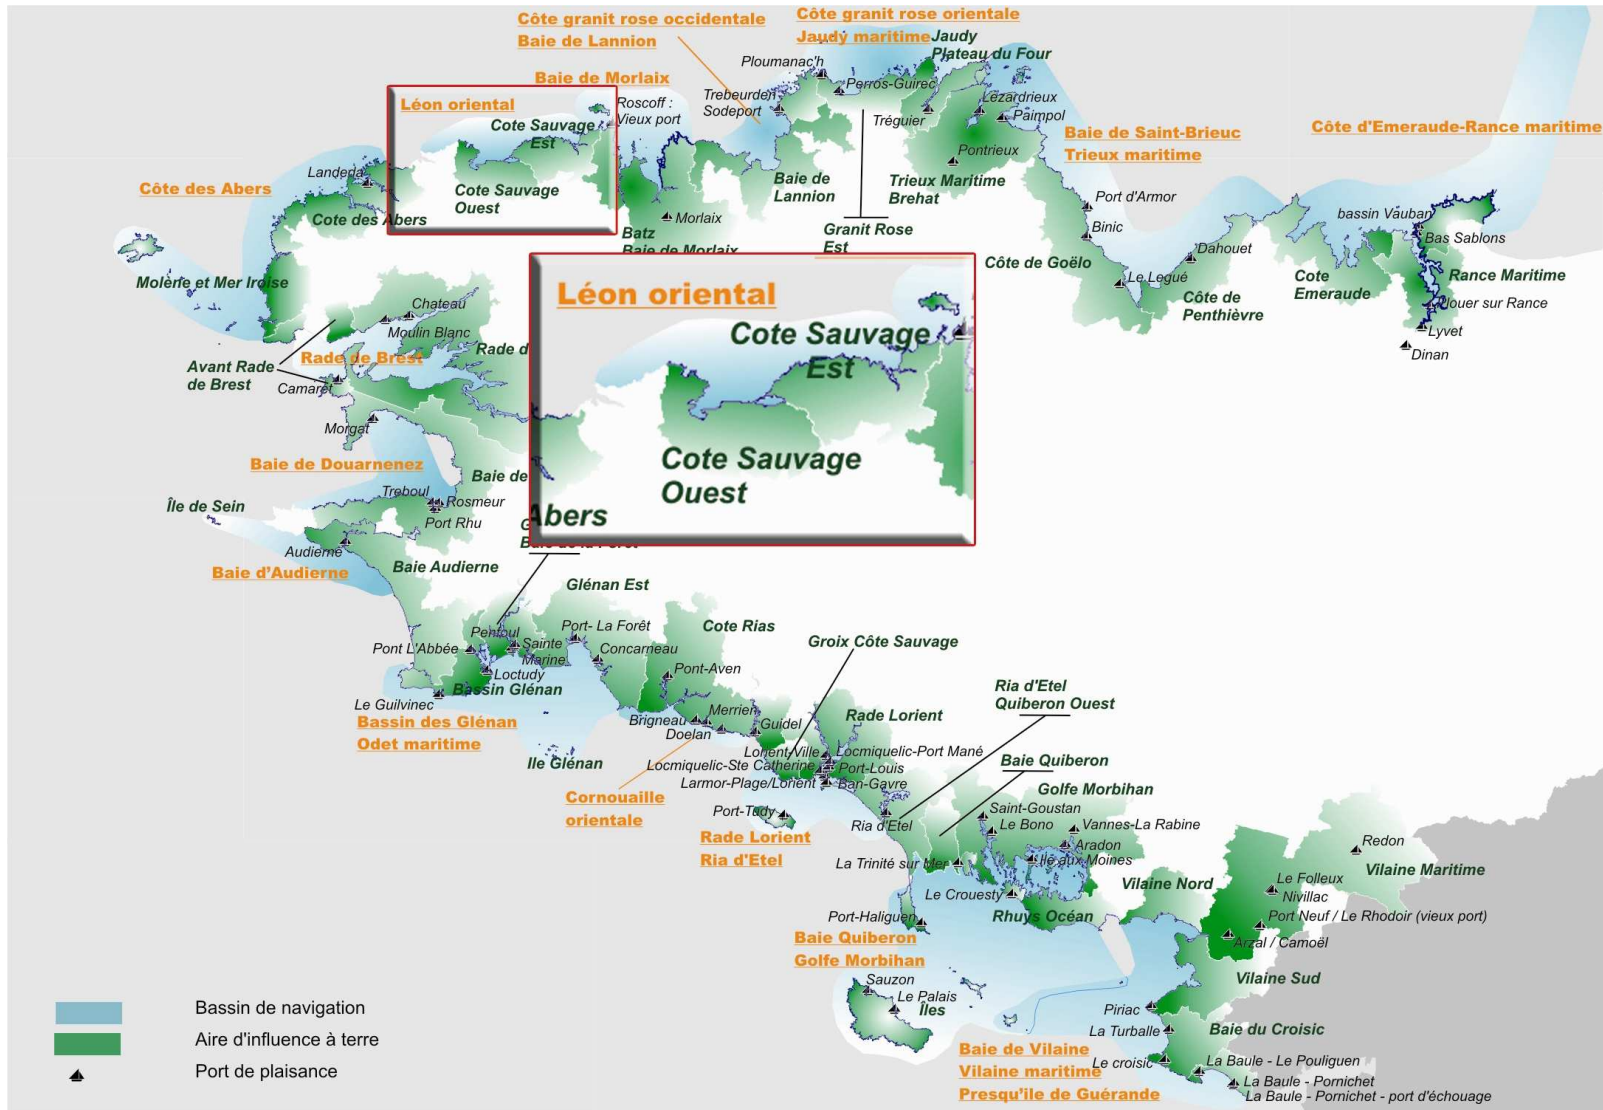 Côte granit rose occidentale
Baie de Lannion
Côte granit rose orientale
Jaudy maritime
Jaudy
Plateau du Four
Ploumanac'h
Perros-Guirec
Baie de Morlaix
Trebeurden
Sodeport
Lézardrieux
Paimpol
Tréguier
Léon oriental
Roscoff :
Vieux port
Cote Sauvage
Est
Baie de Saint-Brieuc
Trieux maritime
Côte d'Emeraude-Rance maritime
Pontrieux
Landeda
Côte des Abers
Cote Sauvage
Ouest
Baie de
Lannion
Trieux Maritime
Brehat
Cote des Abers
Morlaix
Port d'Armor
bassin Vauban
Batz
Baie de Morlaix
Granit Rose
Est
Binic
Bas Sablons
Dahouet
Côte de Goëlo
Le Legué
Cote
Emeraude
Rance Maritime
Molène et Mer Iroise
Côte de
Penthièvre
Plouer sur Rance
Lyvet
Dinan
Léon oriental
Cote Sauvage
Est
Cote Sauvage
Ouest
Abers
Chateau
Moulin Blanc
Rade d
Rade de Brest
Avant Rade
de Brest
Camaret
Morgat
Baie de Douarnenez
Baie de
Treboul
Rosmeur
Port Rhu
Île de Sein
G
Baie de la Forêt
Audierne
Baie d'Audierne
Baie Audierne
Glénan Est
Penfoul
Sainte
Marine
Port- La Forêt
Cote Rias
Pont L'Abbée
Concarneau
Groix Côte Sauvage
Loctudy
Pont-Aven
Bassin Glénan
Le Guilvinec
Ria d'Etel
Quiberon Ouest
Bassin des Glénan
Odet maritime
Brigneau
Merrien
Doelan
Guidel
Rade Lorient
Ile Glénan
Lorient-Ville
Locmiquelic-Port Mané
Locmiquelic-Ste Catherine
Port-Louis
Larmor-Plage/Lorient
Ban-Gavre
Baie Quiberon
Cornouaille
orientale
Port-Tudy
Golfe Morbihan
Saint-Goustan
Ria d'Etel
Le Bono
Vannes-La Rabine
Rade Lorient
Ria d'Etel
Aradon
Redon
La Trinité sur Mer
Ile aux Moines
Vilaine Maritime
Le Crouesty
Vilaine Nord
Le Folleux
Nivillac
Port-Haliguen
Rhuys Océan
Port Neuf / Le Rhodoir (vieux port)
Baie Quiberon
Golfe Morbihan
Arzal / Camoël
Vilaine Sud
Sauzon
Le Palais
Îles
Piriac
La Turballe
Baie du Croisic
Baie de Vilaine
Vilaine maritime
Presqu'ile de Guérande
Le croisic
La Baule - Le Pouliguen
La Baule - Pornichet
La Baule - Pornichet - port d'échouage
Bassin de navigation
Aire d'influence à terre
Port de plaisance